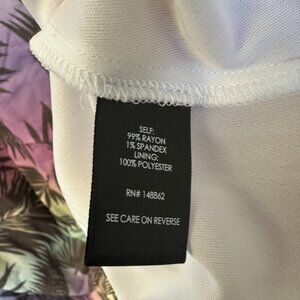 SELF:
99% RAYON
1% SPANDEX
LINING:
100% POLYESTER
RN# 148862
SEE CARE ON REVERSE